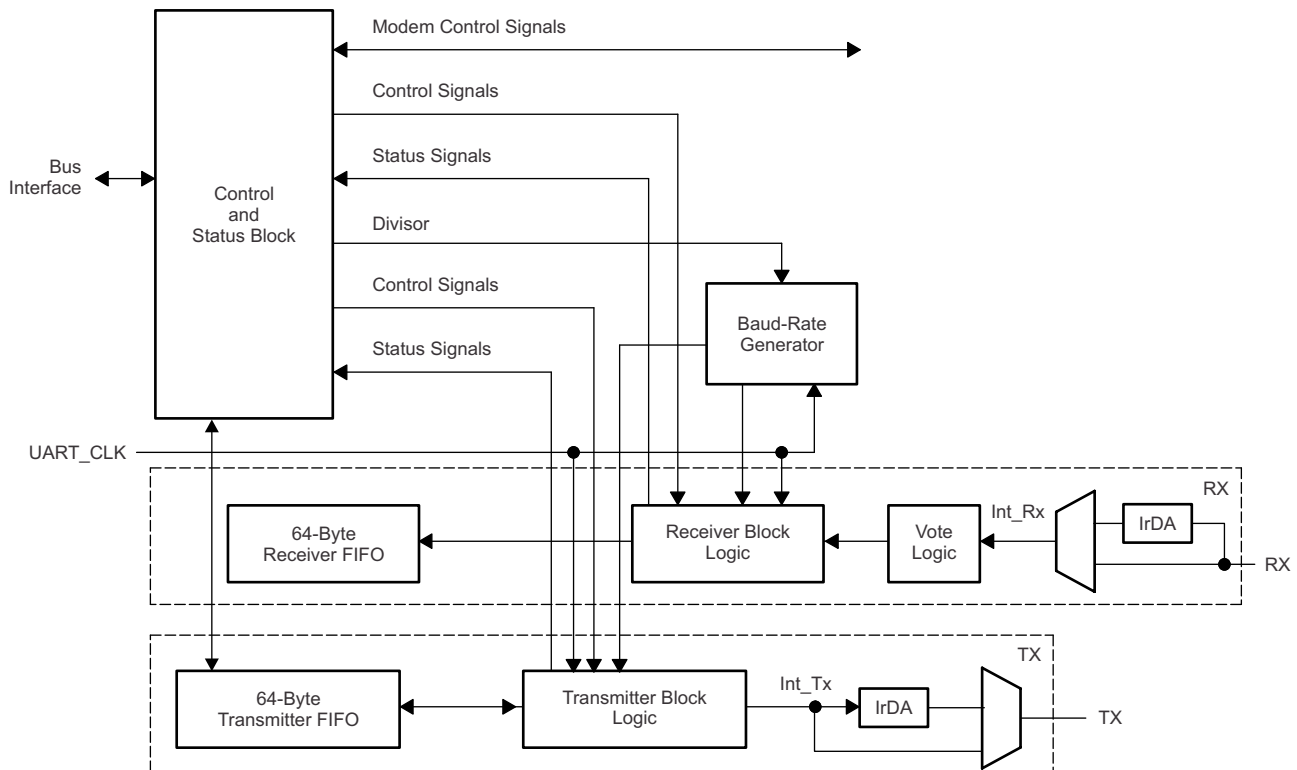 Modem Control Signals
Control Signals
Status Signals
Bus
Interface
Control
and
Status Block
Divisor
Control Signals
Baud-Rate
Generator
Status Signals
UART_CLK
RX
64-Byte
Receiver FIFO
Receiver Block
Logic
Vote
Logic
Int_Rx
IrDA
RX
TX
64-Byte
Transmitter FIFO
Transmitter Block
Logic
Int_Tx
IrDA
TX